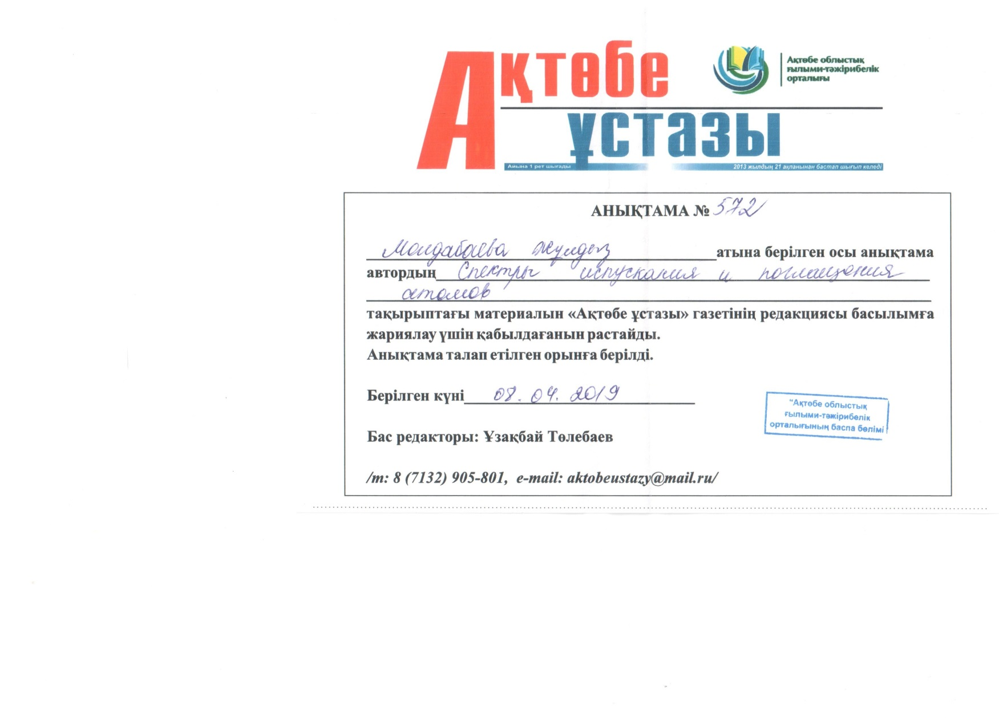 Ақтөбе
ұстазы
Ақтөбе облыстық
ғылыми-тәжірибелік
орталығы
Айына 1 рет шығады
2013 жылдың 21 ақпанынан бастап шығып келеді
АНЫҚТАМА № 572
Молдабаева Жұлдыз атына берілген осы анықтама
автордың Спектры испускания и поглащения
атомов
тақырыптағы материалын «Ақтөбе ұстазы» газетінің редакциясы басылымға
жариялау үшін қабылдағанын растайды.
Анықтама талап етілген орынға берілді.
Берілген күні 08. 04. 2019
"Ақтөбе облыстық
ғылыми-тәжірибелік
орталығының баспа бөлімі
Бас редакторы: Ұзақбай Төлебаев
/т: 8 (7132) 905-801, e-mail: aktobeustazy@mail.ru/